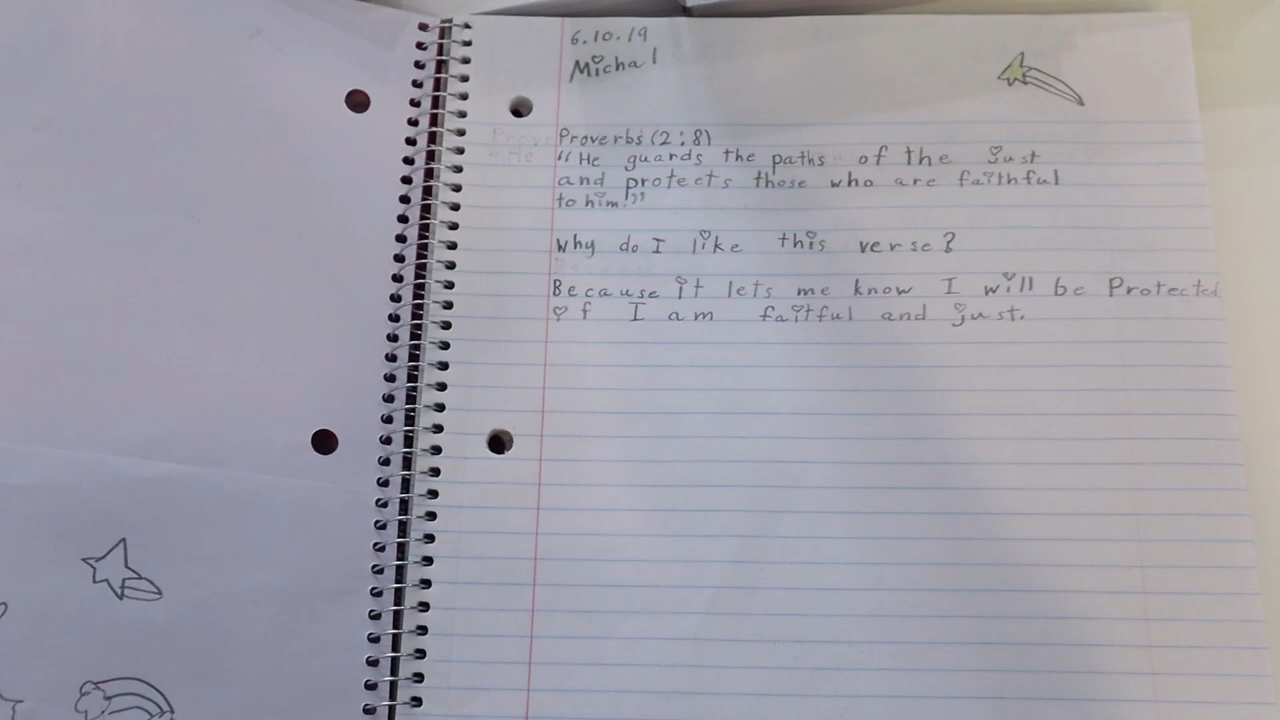 6.10.19
Michal
Proverbs (2:8)
"He guards the paths of the just
and protects those who are faithful
to him."
Why do I like this verse?
Because it lets me know I will be Protected
if I am faitful and just.